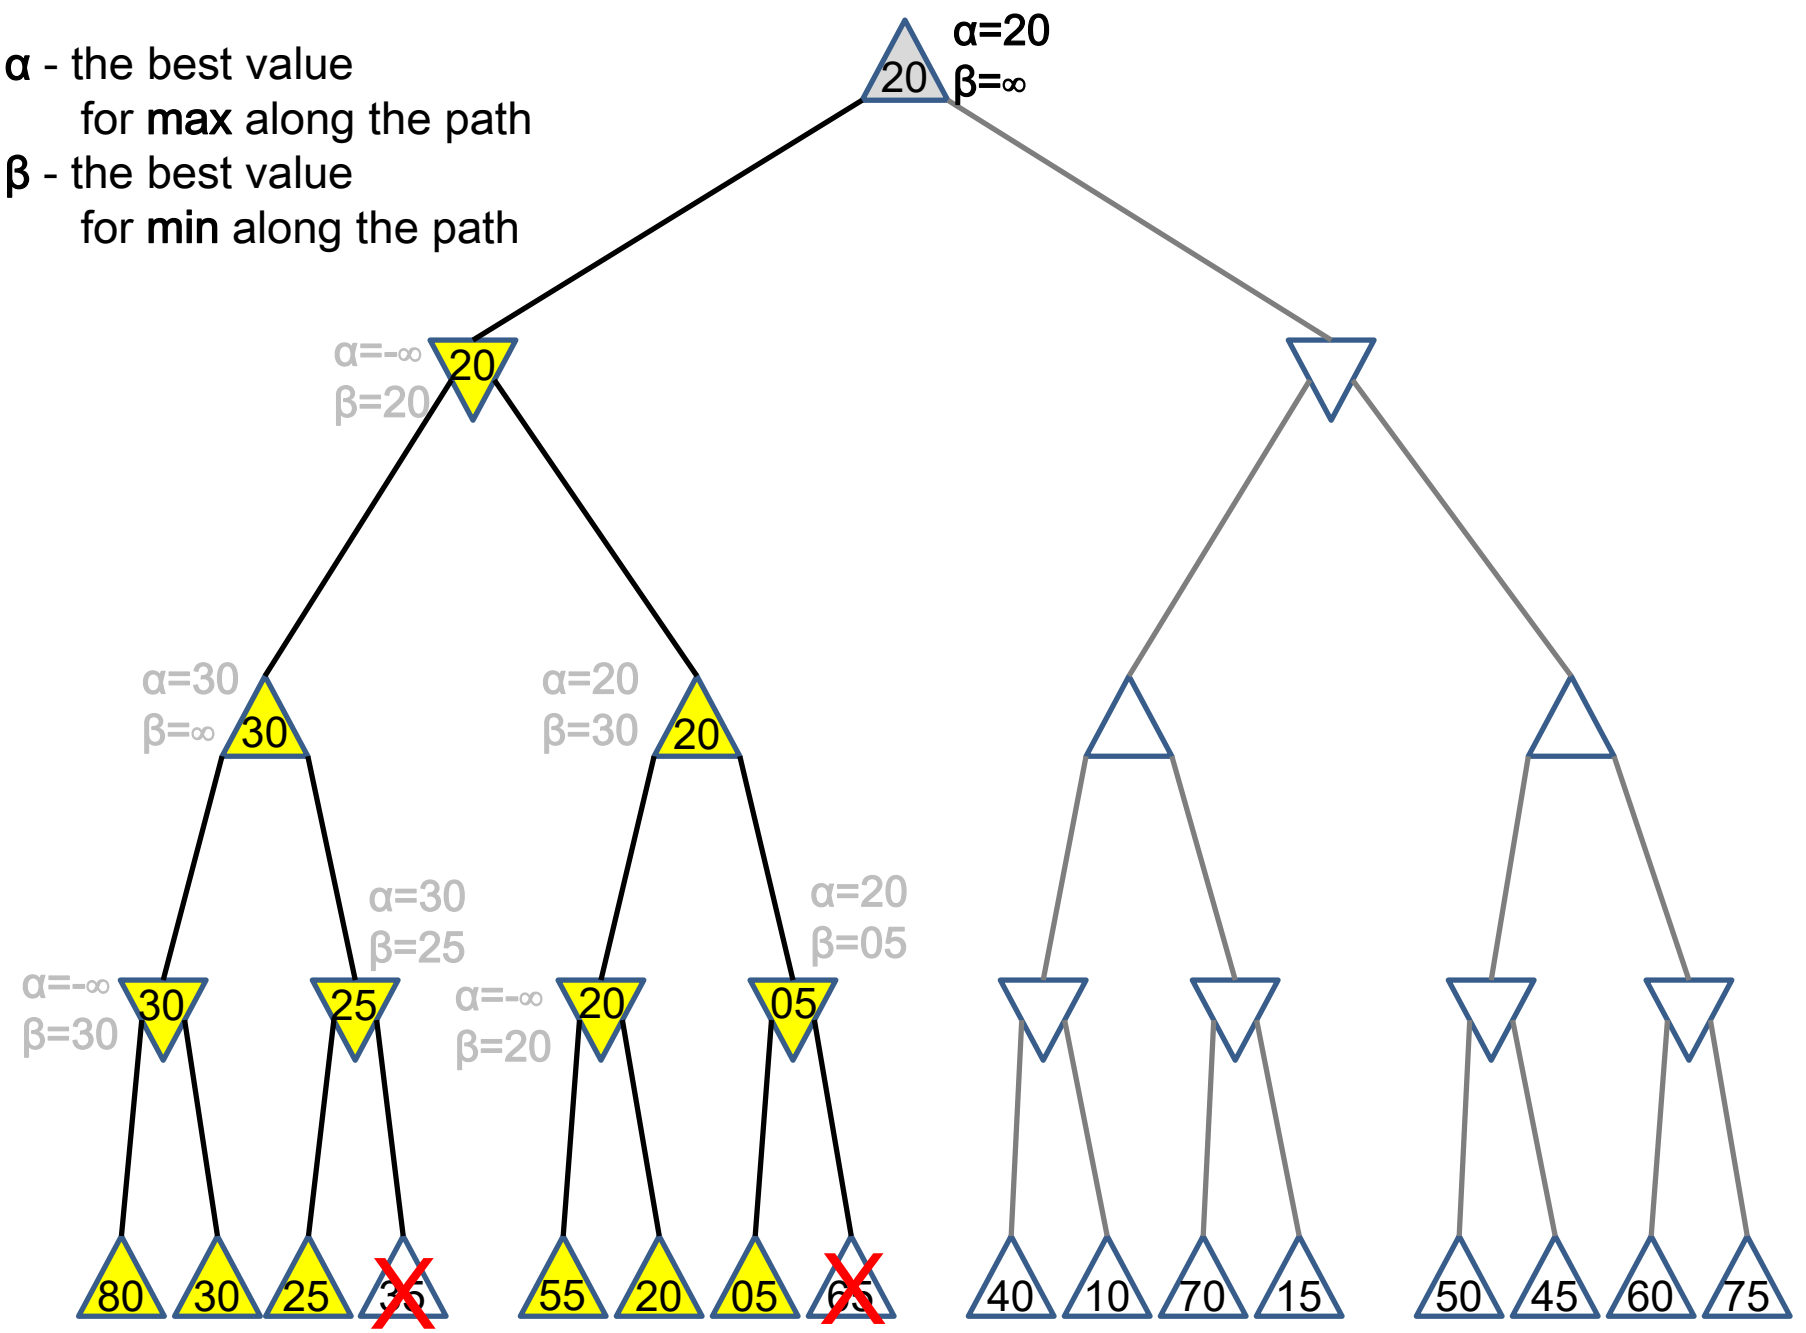 α - the best value
for max along the path
β - the best value
for min along the path
α=20
β=∞
20
α=-∞
β=20
20
α=30
β=∞
30
α=20
β=30
20
α=30
β=25
α=20
β=05
α=-∞
β=30
30
25
α=-∞
β=20
20
05
80 30 25 35 55 20 05 65 40 10 70 15 50 45 60 75